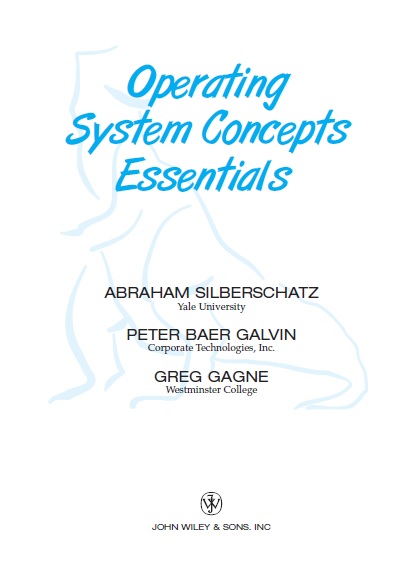 Operating
System Concepts
Essentials
ABRAHAM SILBERSCHATZ
Yale University
PETER BAER GALVIN
Corporate Technologies, Inc.
GREG GAGNE
Westminster College
JOHN WILEY & SONS. INC